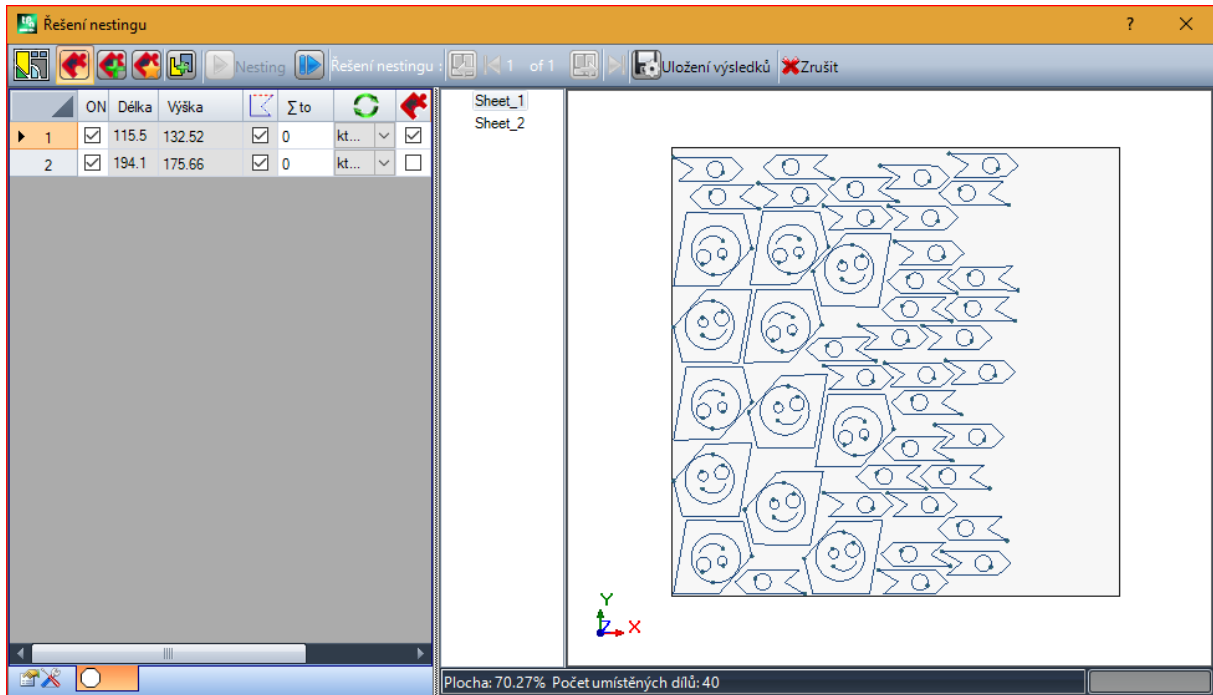 Řešení nestingu
?
Nesting
Řešení nestingu :
1 of 1
Uložení výsledků
Zrušit
ON Délka Výška Σto
1 115.5 132.52 0 kt...
2 194.1 175.66 0 kt...
Sheet_1
Sheet_2
Y
Z X
Plocha: 70.27% Počet umístěných dílů: 40